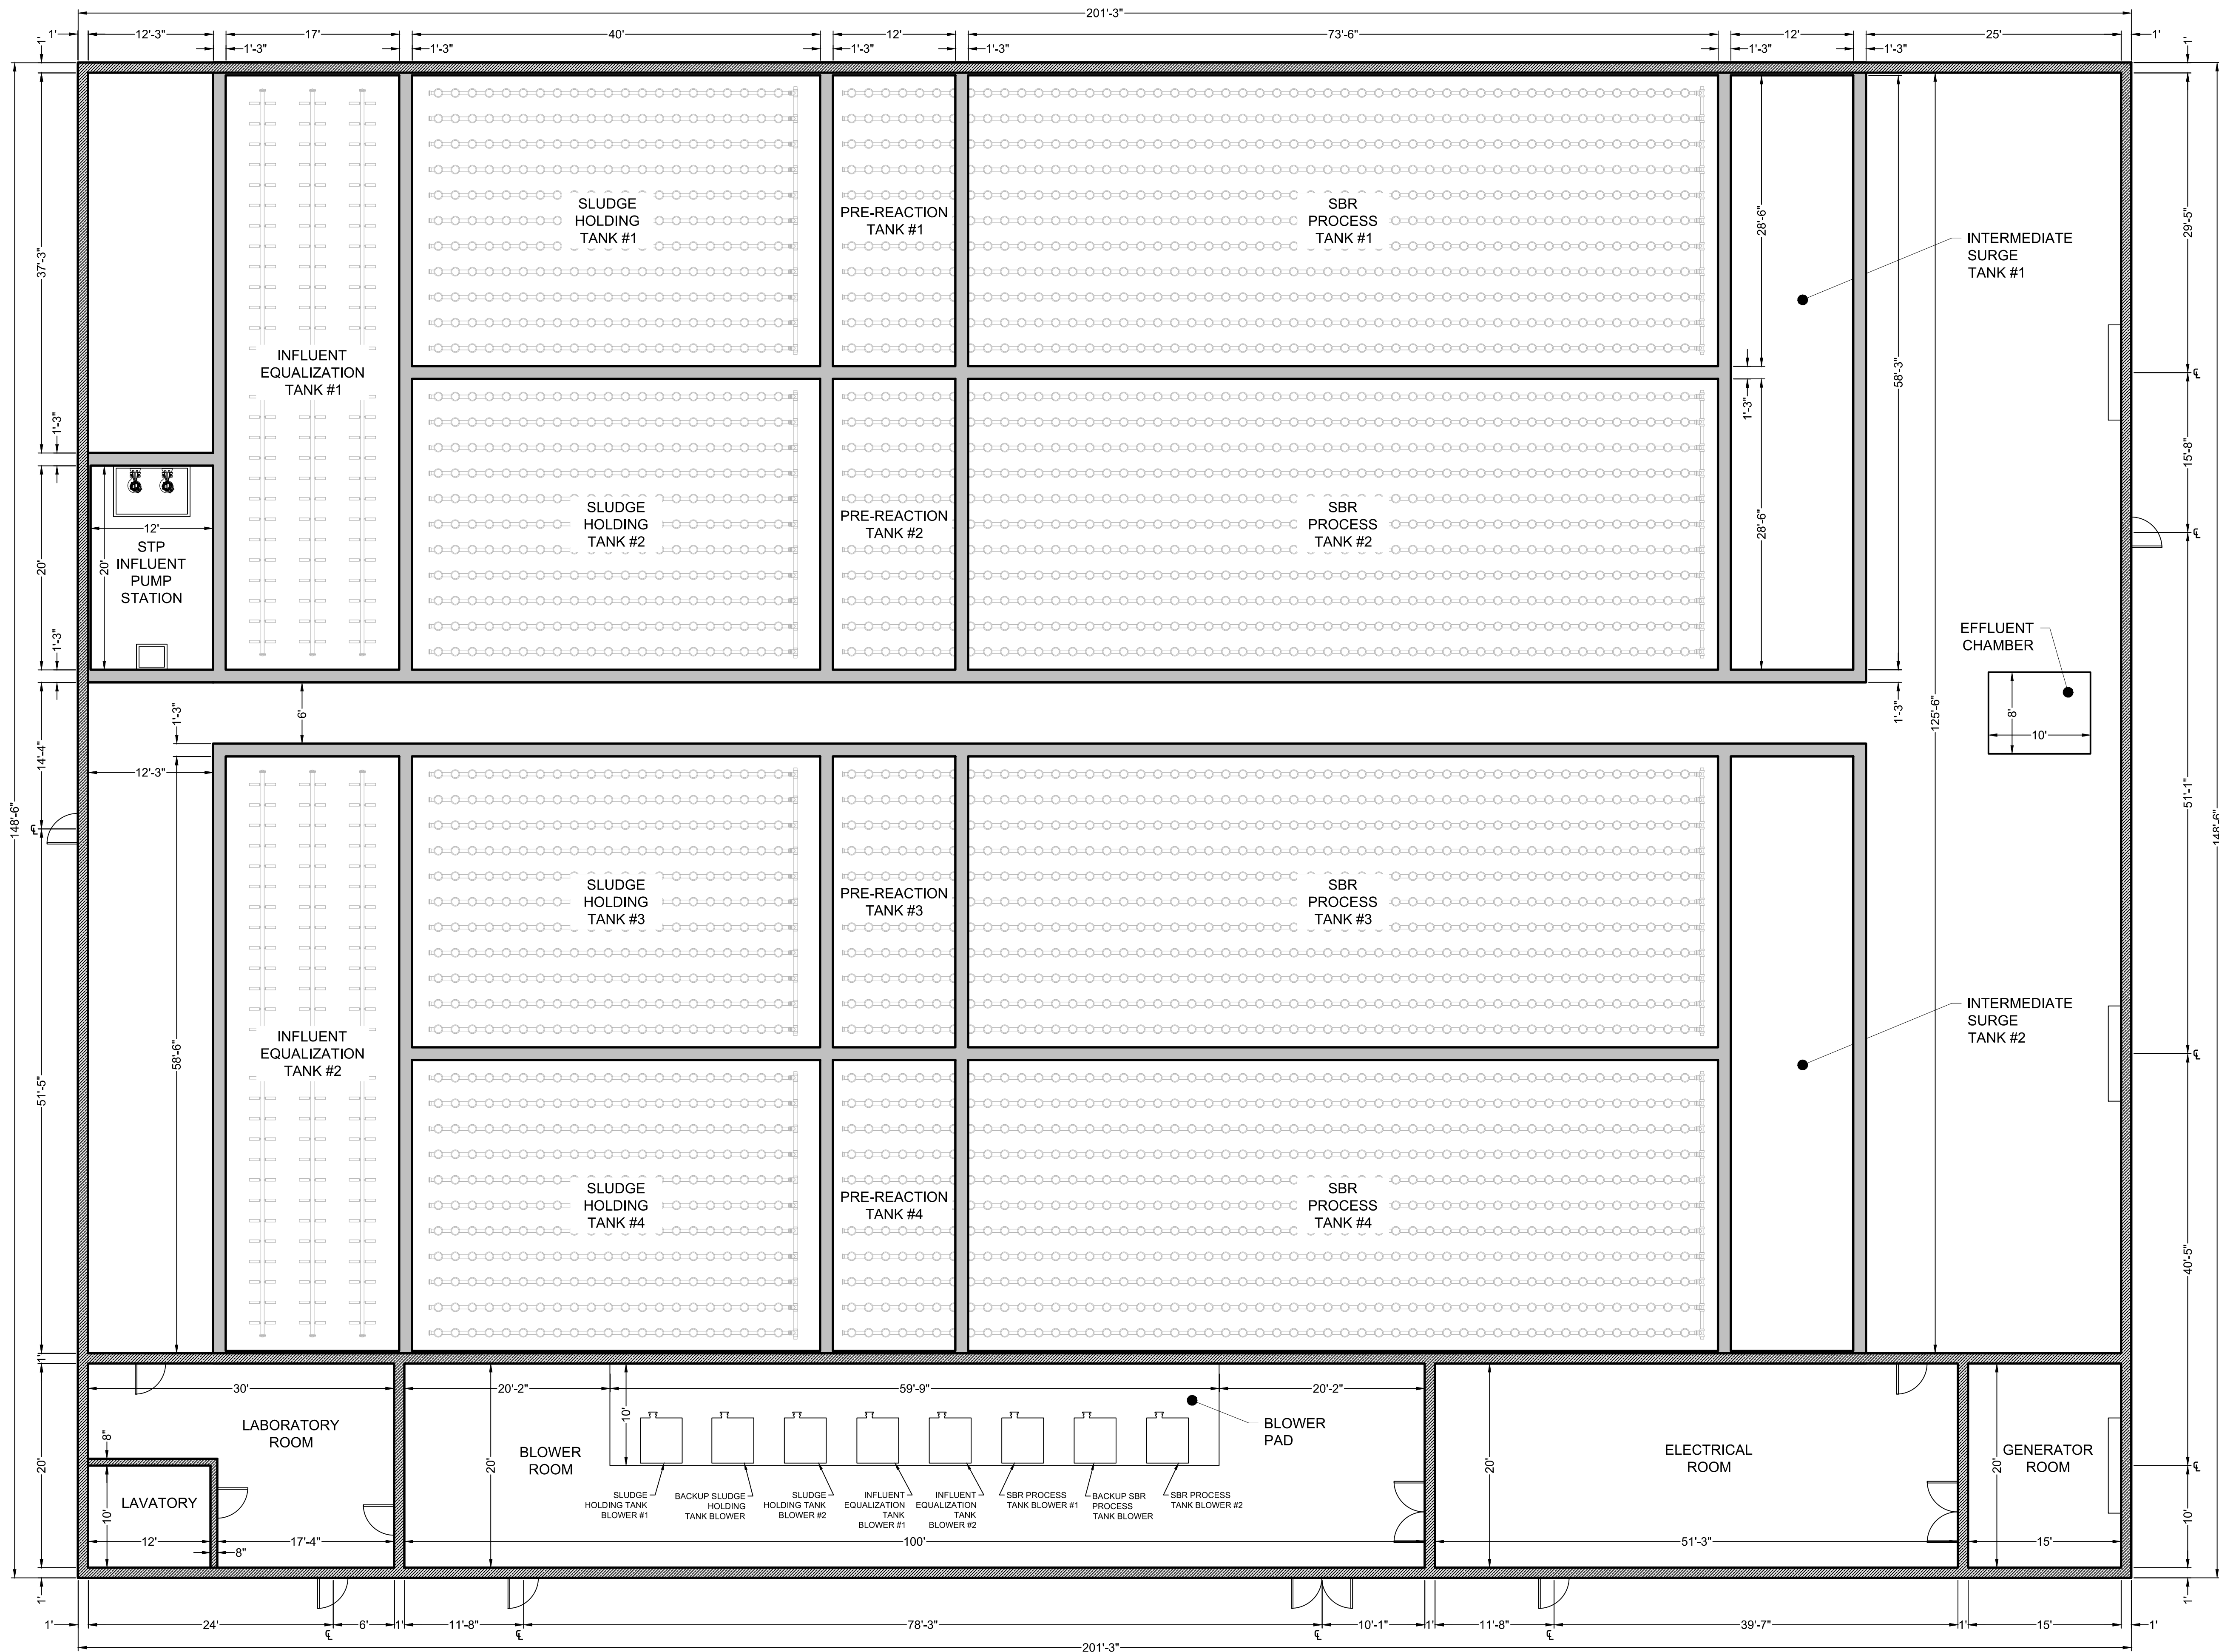 201'-3"
1'
12'-3"
17'
40'
12'
73'-6"
12'
25'
1'
1'-3"
1'-3"
1'-3"
1'-3"
1'-3"
1'-3"
1'
1'
37'-3"
1'-3"
20'
1'-3"
14'-4"
148'-6"
51'-5"
1'
20'
1'
29'-5"
15'-8"
51'-1"
148'-6"
40'-5"
10'
1'
SLUDGE
HOLDING
TANK #1
PRE-REACTION
TANK #1
SBR
PROCESS
TANK #1
28'-6"
INTERMEDIATE
SURGE
TANK #1
INFLUENT
EQUALIZATION
TANK #1
58'-3"
1'-3"
SLUDGE
HOLDING
TANK #2
PRE-REACTION
TANK #2
SBR
PROCESS
TANK #2
28'-6"
12'
20'
STP
INFLUENT
PUMP
STATION
EFFLUENT
CHAMBER
8'
10'
1'-3"
6'
1'-3"
125'-6"
12'-3"
SLUDGE
HOLDING
TANK #3
PRE-REACTION
TANK #3
SBR
PROCESS
TANK #3
INTERMEDIATE
SURGE
TANK #2
INFLUENT
EQUALIZATION
TANK #2
58'-6"
SLUDGE
HOLDING
TANK #4
PRE-REACTION
TANK #4
SBR
PROCESS
TANK #4
30'
20'-2"
59'-9"
20'-2"
10'
LABORATORY
ROOM
8"
BLOWER
PAD
BLOWER
ROOM
20'
ELECTRICAL
ROOM
20'
GENERATOR
ROOM
20'
LAVATORY
10'
12'
17'-4"
8"
SLUDGE
HOLDING TANK
BLOWER #1
BACKUP SLUDGE
HOLDING
TANK BLOWER
SLUDGE
HOLDING TANK
BLOWER #2
INFLUENT
EQUALIZATION
TANK
BLOWER #1
INFLUENT
EQUALIZATION
TANK
BLOWER #2
SBR PROCESS
TANK BLOWER #1
BACKUP SBR
PROCESS
TANK BLOWER
SBR PROCESS
TANK BLOWER #2
100'
51'-3"
15'
1'
24'
6'
1'
11'-8"
78'-3"
10'-1"
1'
11'-8"
39'-7"
1'
15'
1'
201'-3"